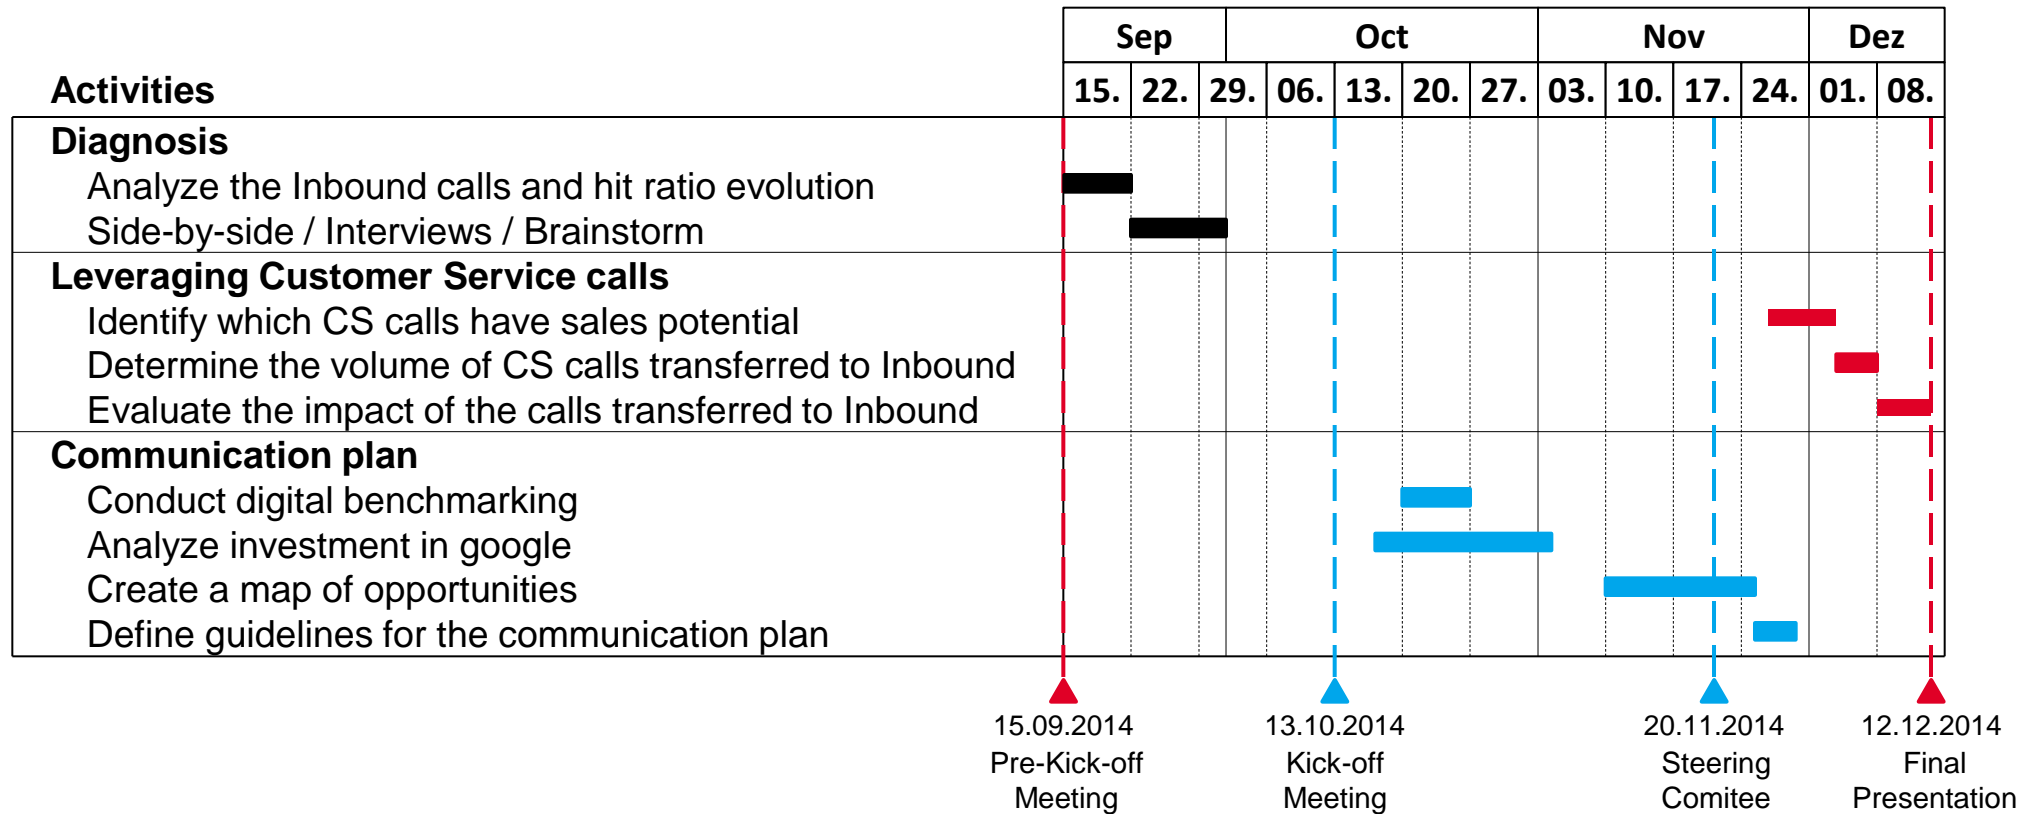 Sep Oct Nov Dez
Activities 15. 22. 29. 06. 13. 20. 27. 03. 10. 17. 24. 01. 08.
Diagnosis
Analyze the Inbound calls and hit ratio evolution
Side-by-side / Interviews / Brainstorm
Leveraging Customer Service calls
Identify which CS calls have sales potential
Determine the volume of CS calls transferred to Inbound
Evaluate the impact of the calls transferred to Inbound
Communication plan
Conduct digital benchmarking
Analyze investment in google
Create a map of opportunities
Define guidelines for the communication plan
15.09.2014
Pre-Kick-off
Meeting
13.10.2014
Kick-off
Meeting
20.11.2014
Steering
Comitee
12.12.2014
Final
Presentation